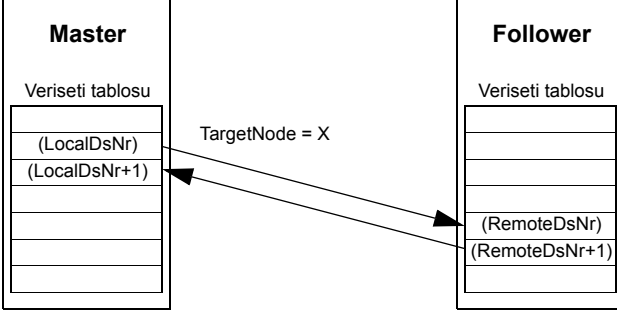 Master
Follower
Veriseti tablosu
Veriseti tablosu
TargetNode = X
(LocalDsNr)
(LocalDsNr+1)
(RemoteDsNr)
(RemoteDsNr+1)